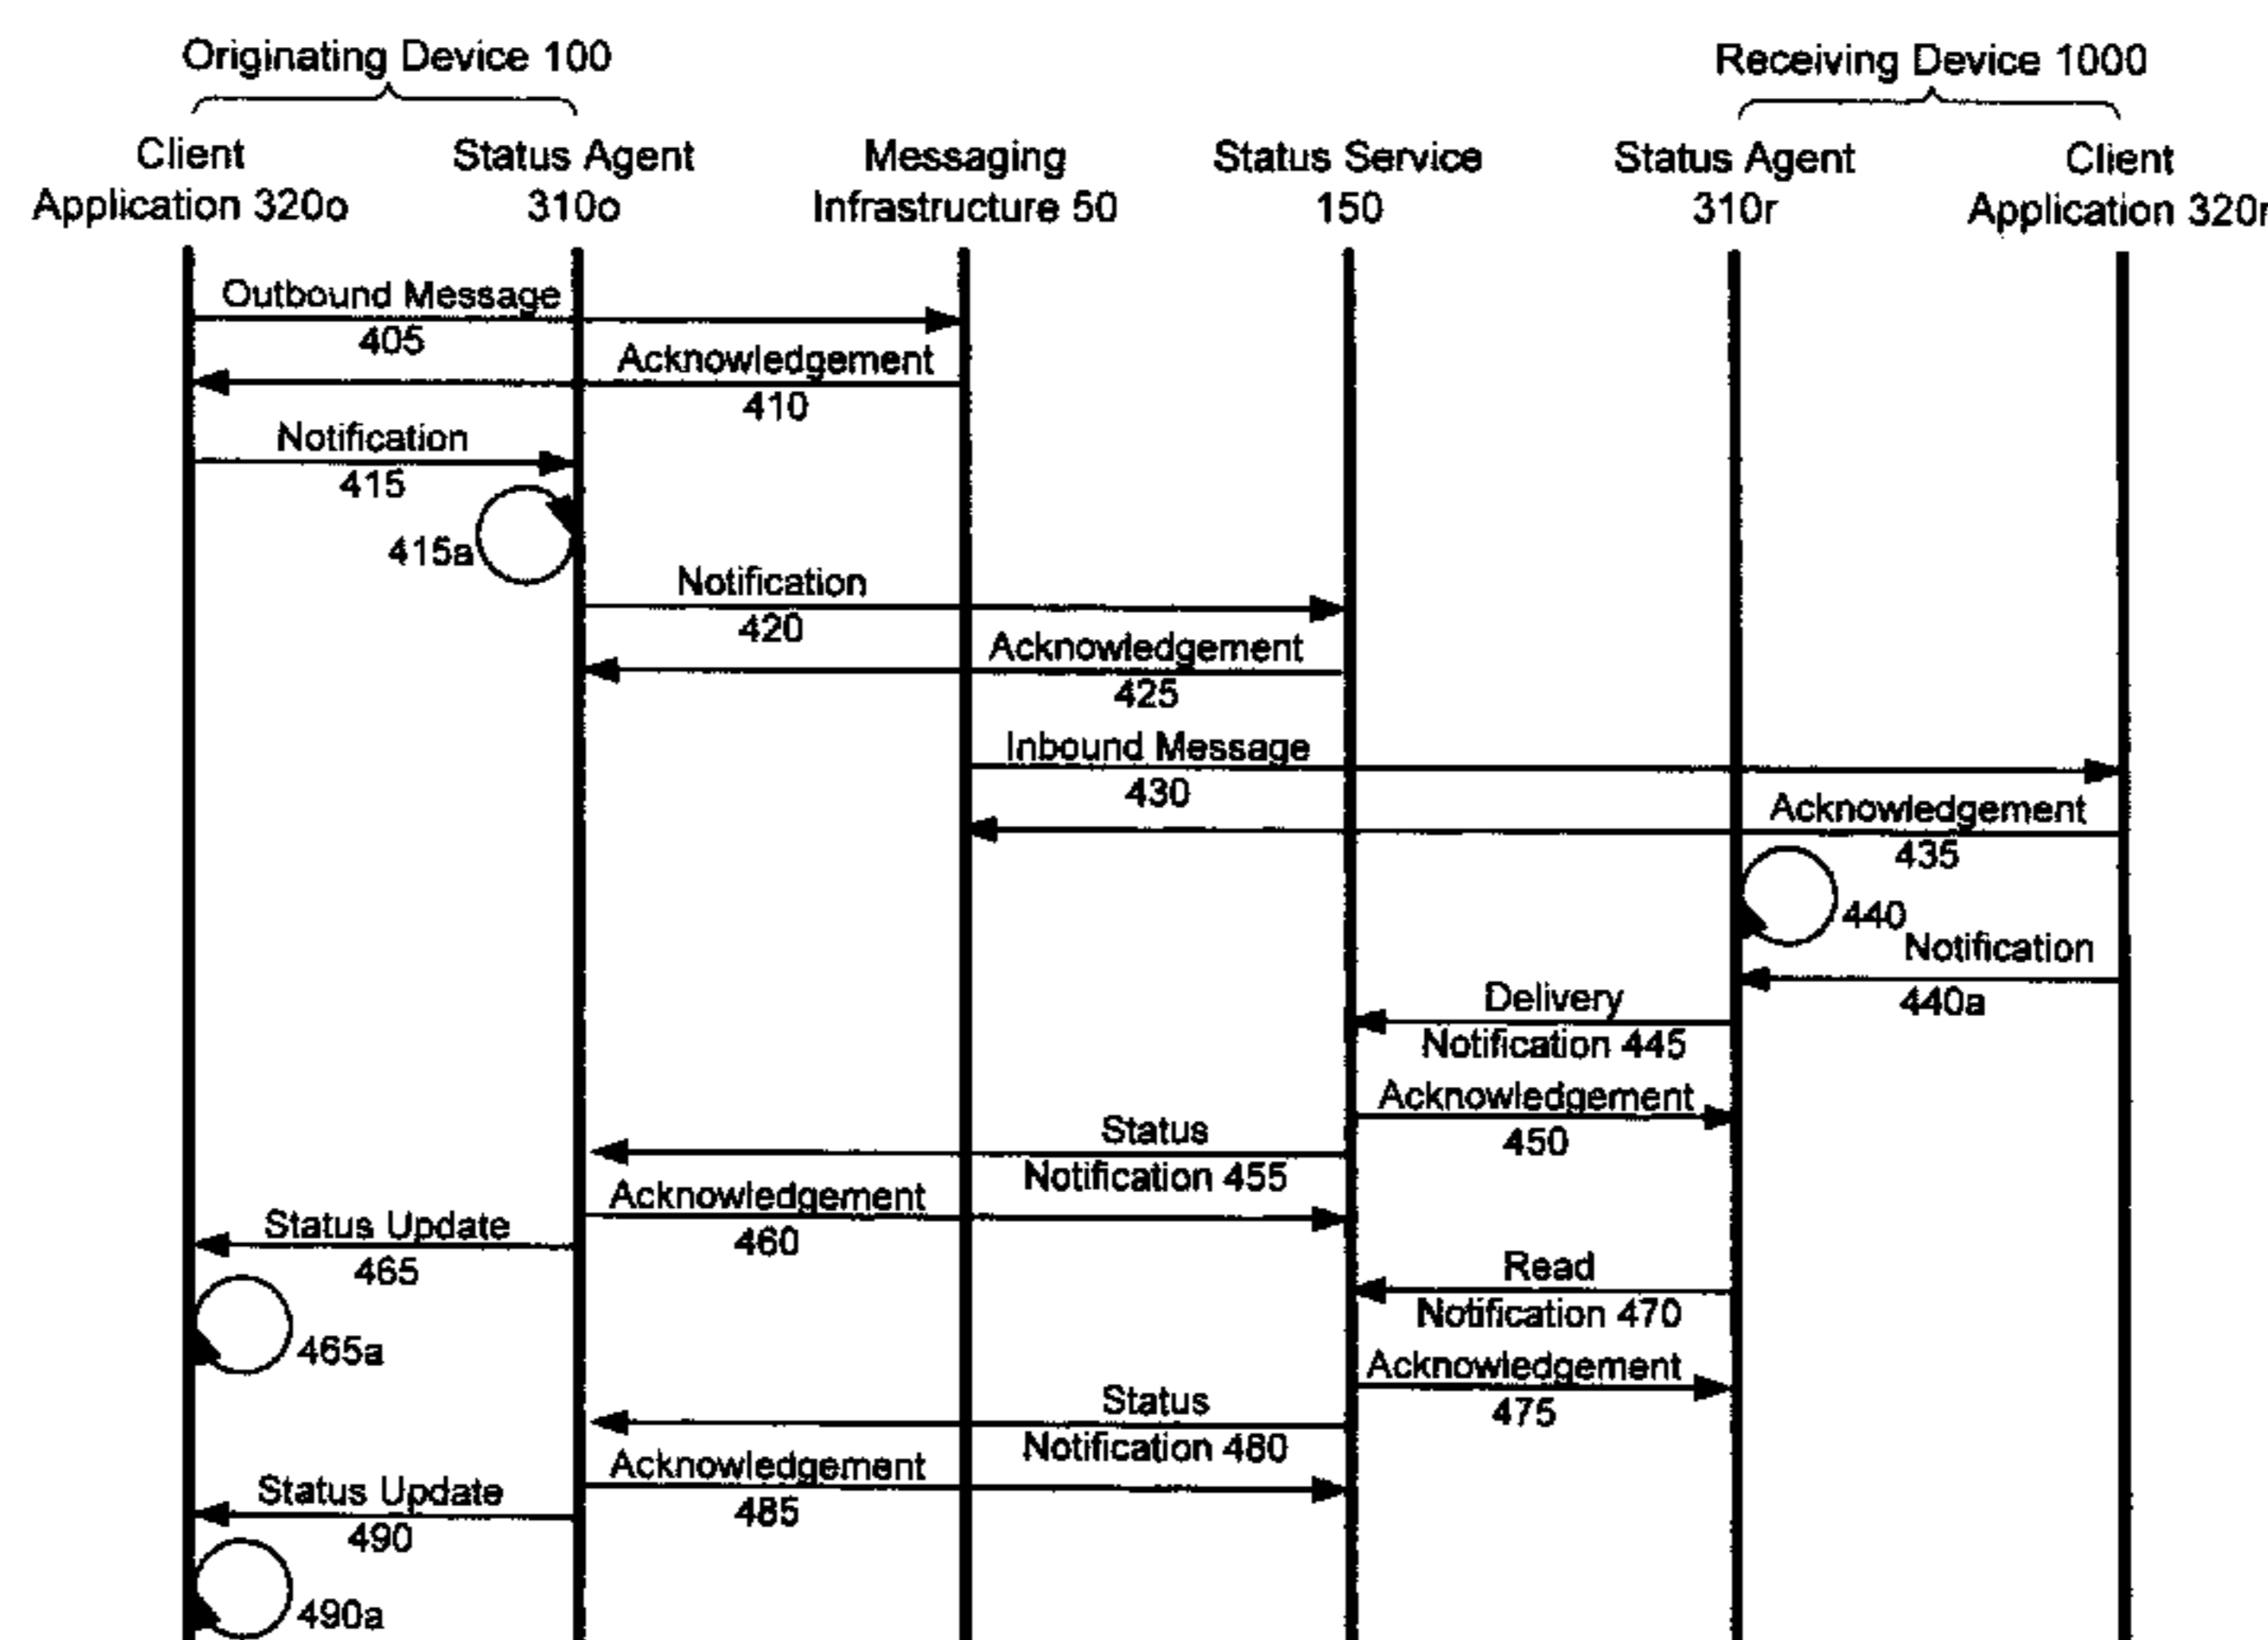 Originating Device 100
Receiving Device 1000
Client
Application 320o
Status Agent
310o
Messaging
Infrastructure 50
Status Service
150
Status Agent
310r
Client
Application 320r
Outbound Message
405
Acknowledgement
410
Notification
415
415a
Notification
420
Acknowledgement
425
Inbound Message
430
Acknowledgement
435
440
Notification
440a
Delivery
Notification 445
Acknowledgement
450
Status
Notification 455
Acknowledgement
460
Status Update
465
465a
Read
Notification 470
Acknowledgement
475
Status
Notification 480
Acknowledgement
485
Status Update
490
490a